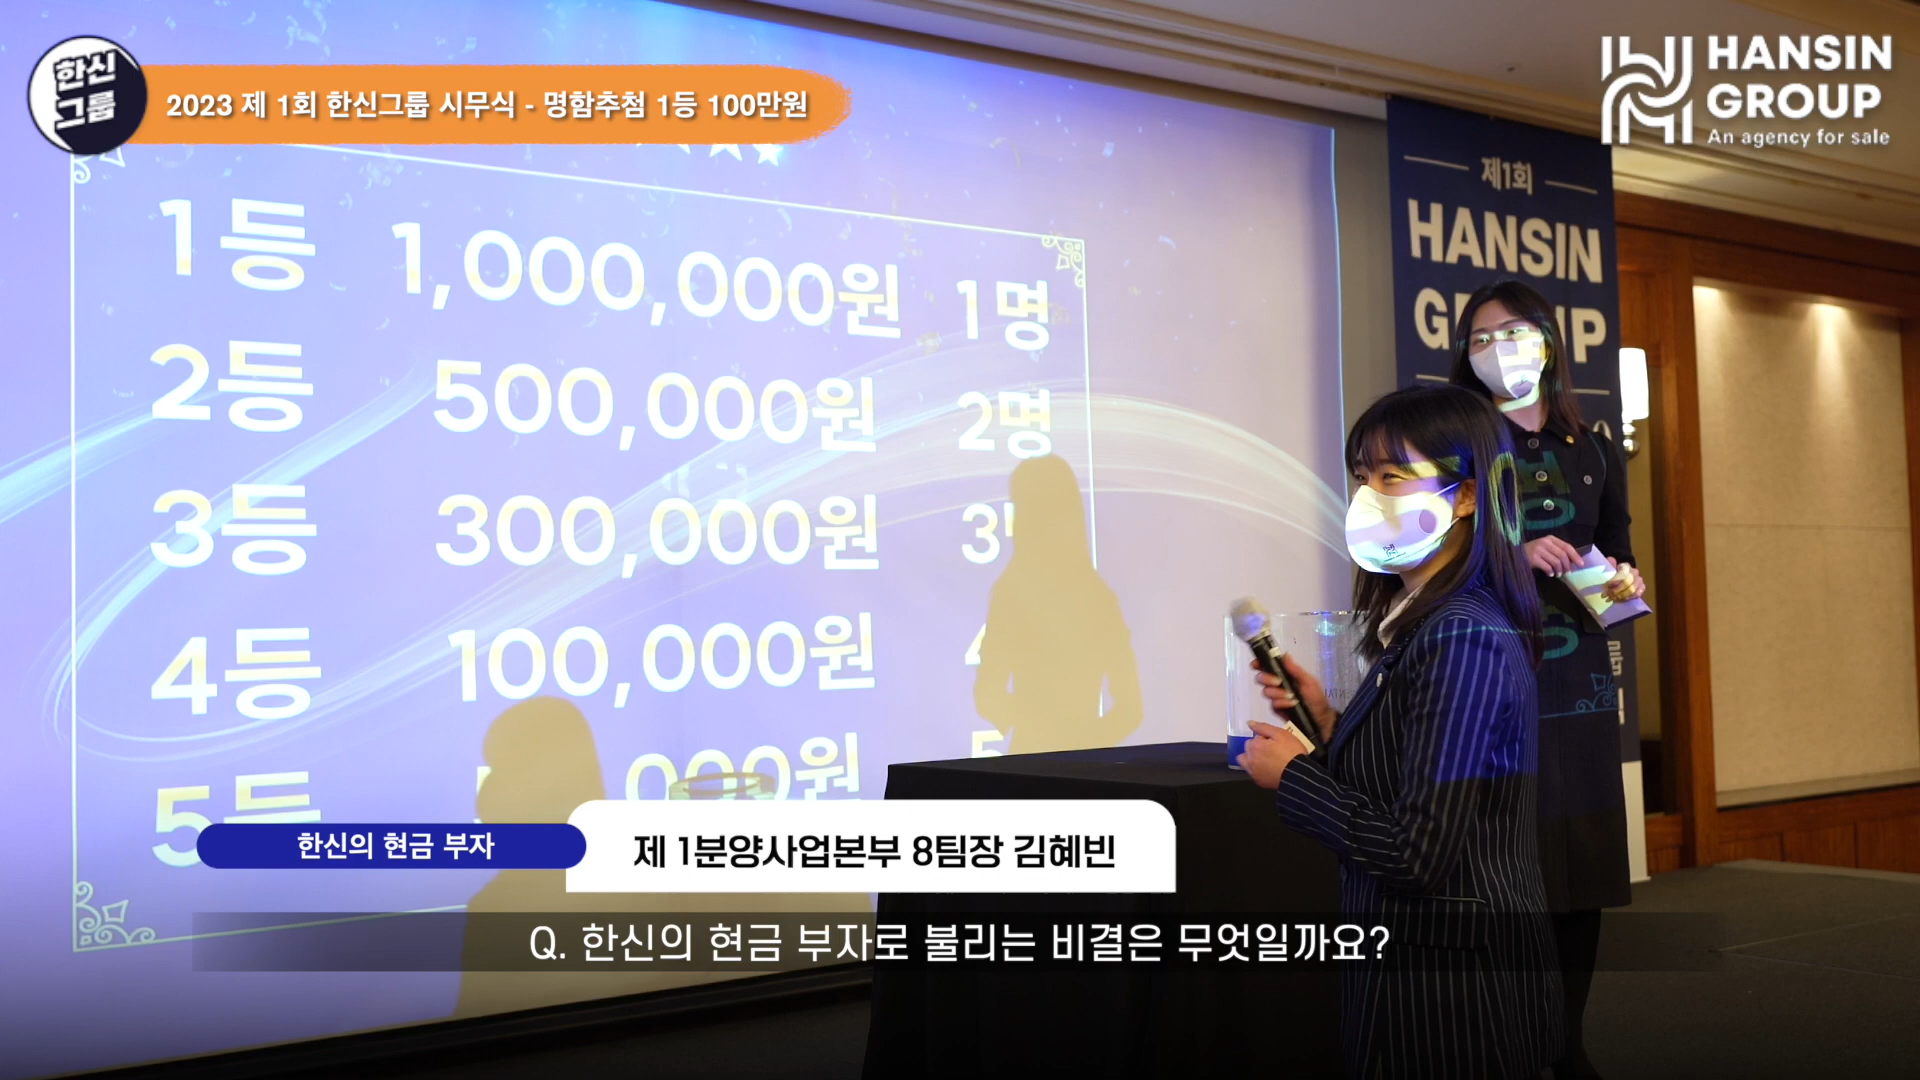 한신
그룹
2023 제 1회 한신그룹 시무식 - 명함추첨 1등 100만원
HANSIN
GROUP
An agency for sale
제1회
HANSIN
1등 1,000,000원 1명
2등 500,000원 2명
3등 300,000원 3
4등 100,000원
5등
한신의 현금 부자
제 1분양사업본부 8팀장 김혜빈
Q. 한신의 현금 부자로 불리는 비결은 무엇일까요?